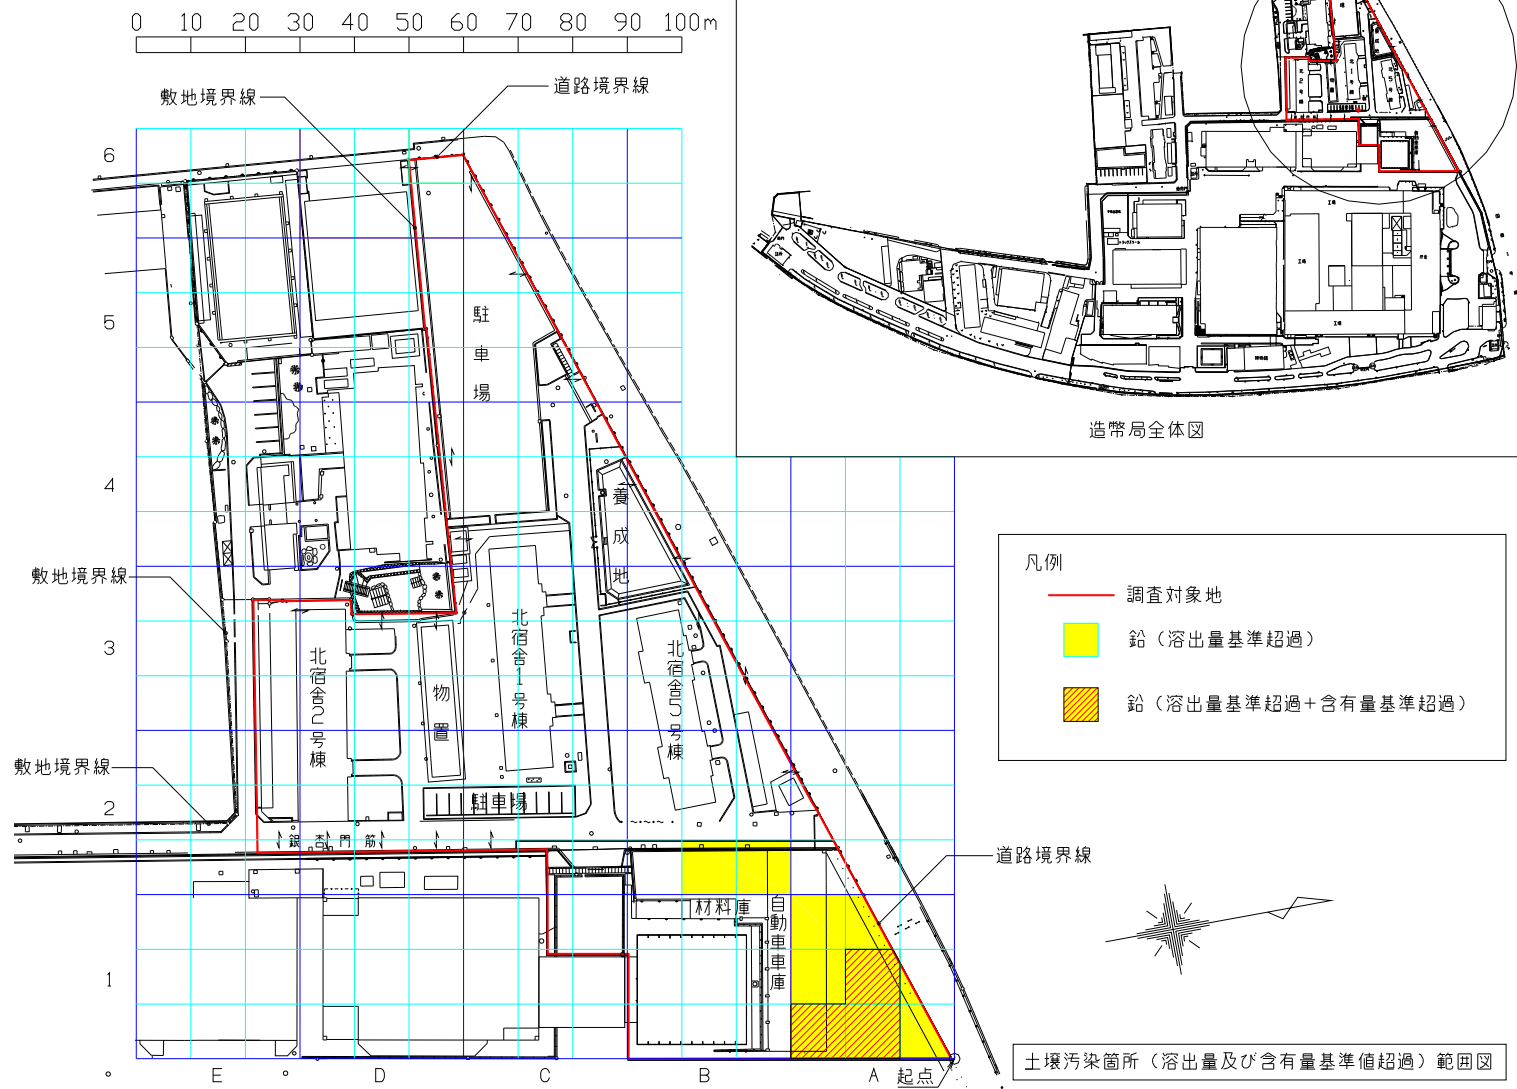 0 10 20 30 40 50 60 70 80 90 100m
道路境界線
敷地境界線
6
5
4
3
2
1
駐車場
養成地
敷地境界線
敷地境界線
北宿舎2号棟
物置
北宿舎1号棟
北宿舎5号棟
駐車場
銀杏門筋
材料庫
自動車車庫
道路境界線
E D C B A 起点
造幣局全体図
凡例
調査対象地
鉛（溶出量基準超過）
鉛（溶出量基準超過＋含有量基準超過）
土壌汚染箇所（溶出量及び含有量基準値超過）範囲図